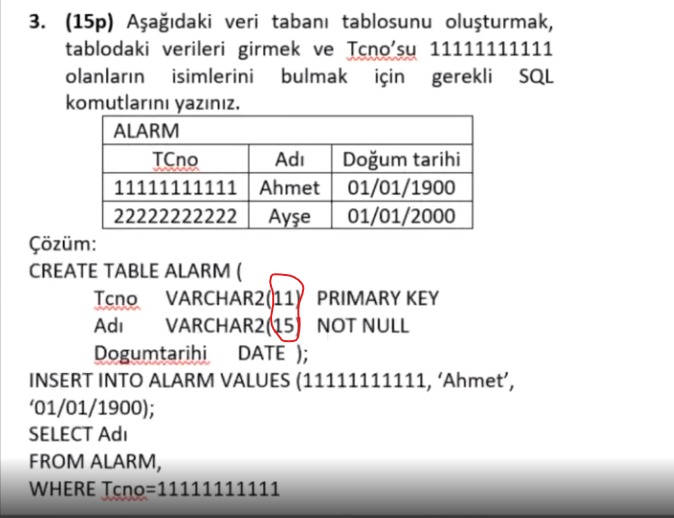 3. (15p) Aşağıdaki veri tabanı tablosunu oluşturmak,
tablodaki verileri girmek ve Tcno’su 11111111111
olanların isimlerini bulmak için gerekli SQL
komutlarını yazınız.
ALARM
TCno Adı Doğum tarihi
11111111111 Ahmet 01/01/1900
22222222222 Ayşe 01/01/2000
Çözüm:
CREATE TABLE ALARM (
Tcno VARCHAR2(11) PRIMARY KEY
Adı VARCHAR2(15) NOT NULL
Dogumtarihi DATE );
INSERT INTO ALARM VALUES (11111111111, ‘Ahmet’,
‘01/01/1900);
SELECT Adı
FROM ALARM,
WHERE Tcno=11111111111